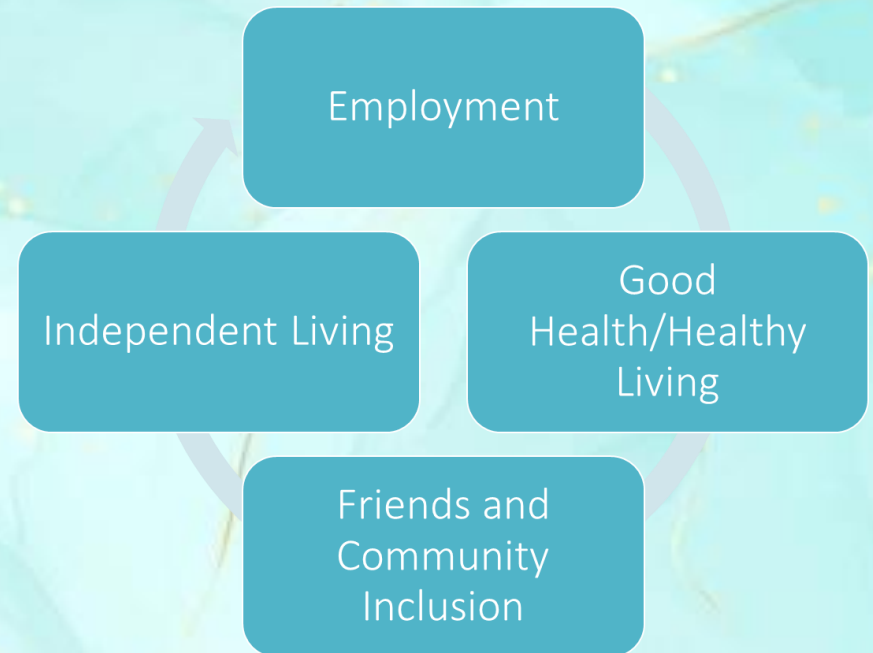 Employment
Independent Living
Good
Health/Healthy
Living
Friends and
Community
Inclusion